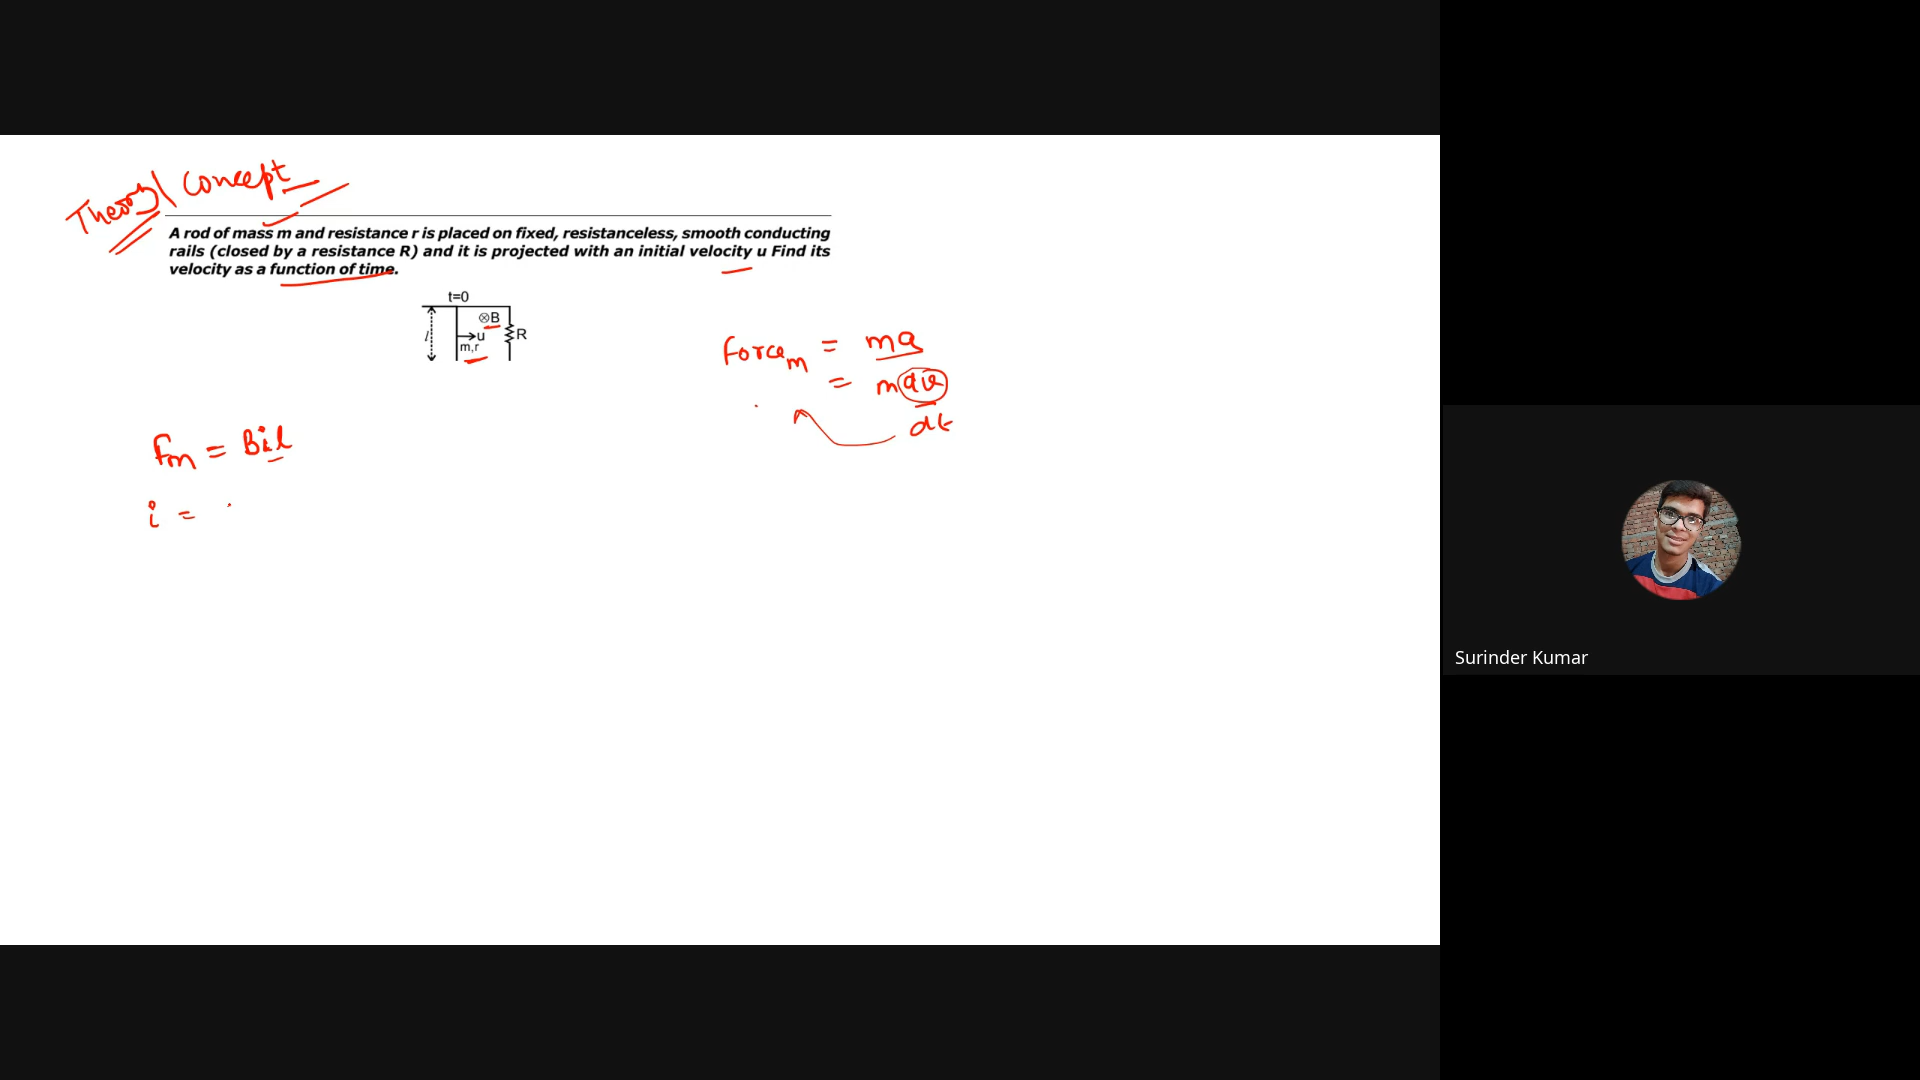 Theory| Concept
A rod of mass m and resistance r is placed on fixed, resistanceless, smooth conducting
rails (closed by a resistance R) and it is projected with an initial velocity u Find its
velocity as a function of time.
t=0
⊗B
l
u
R
m,r
Force m = ma
= m dv
dt
Fm = Bil
i =
Surinder Kumar